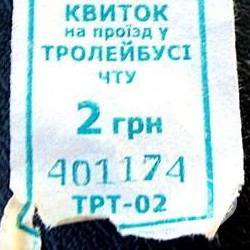 КВИТОК
на проїзд у
ТРОЛЕЙБУСІ
ЧТУ
2 грн
401174
ТРТ-02